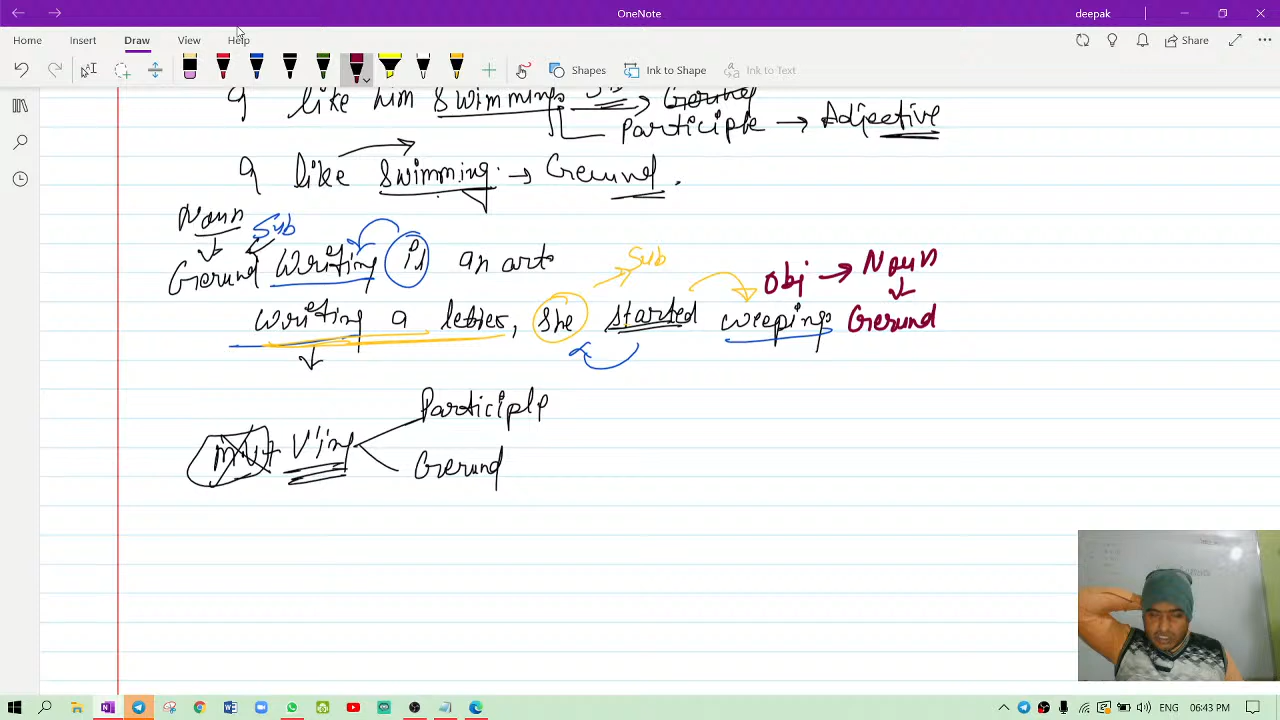 OneNote
deepak
Home Insert Draw View Help
Share
Shapes Ink to Shape Ink to Text
I like him Swimming Gerund
Participle → Adjective
I like Swimming → Gerund.
Noun
Sub
Gerund Writing is an art
Sub
Obj → Noun
Writing a letter, She started weeping Gerund
Participle
MV+ V'ing
Gerund
ENG 06:43 PM